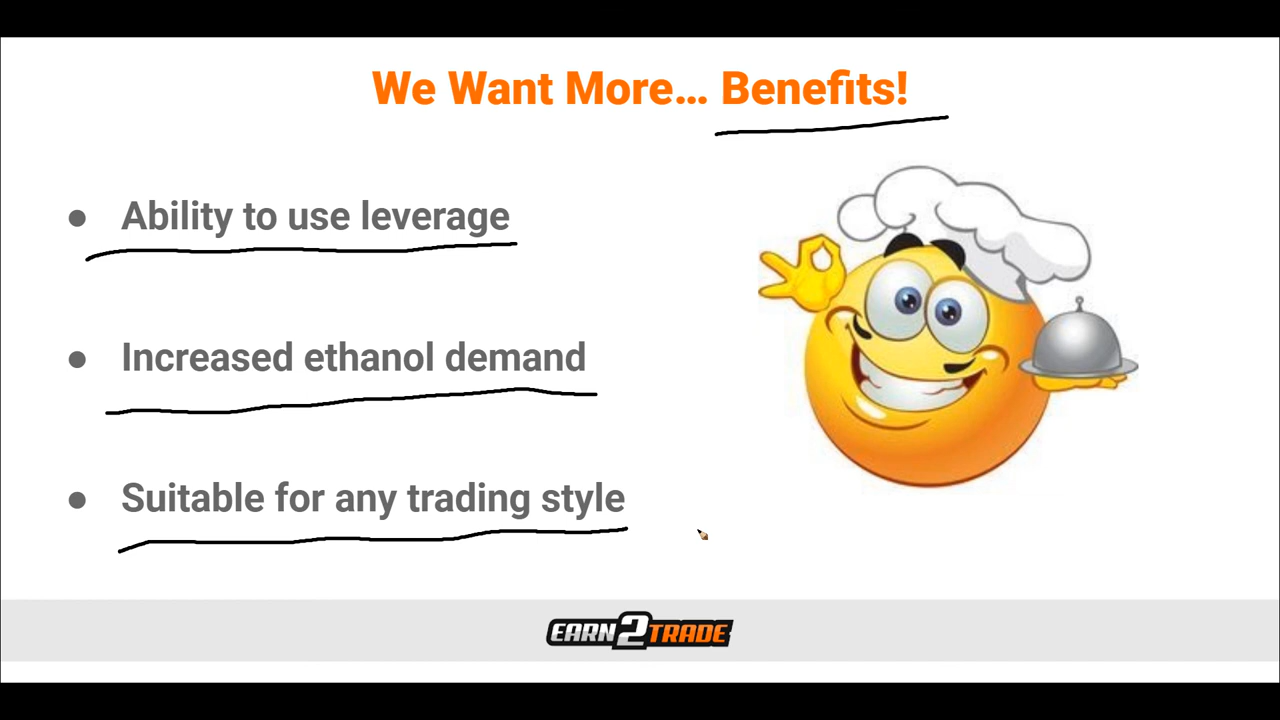 We Want More... Benefits!
● Ability to use leverage
● Increased ethanol demand
● Suitable for any trading style
EARN2TRADE